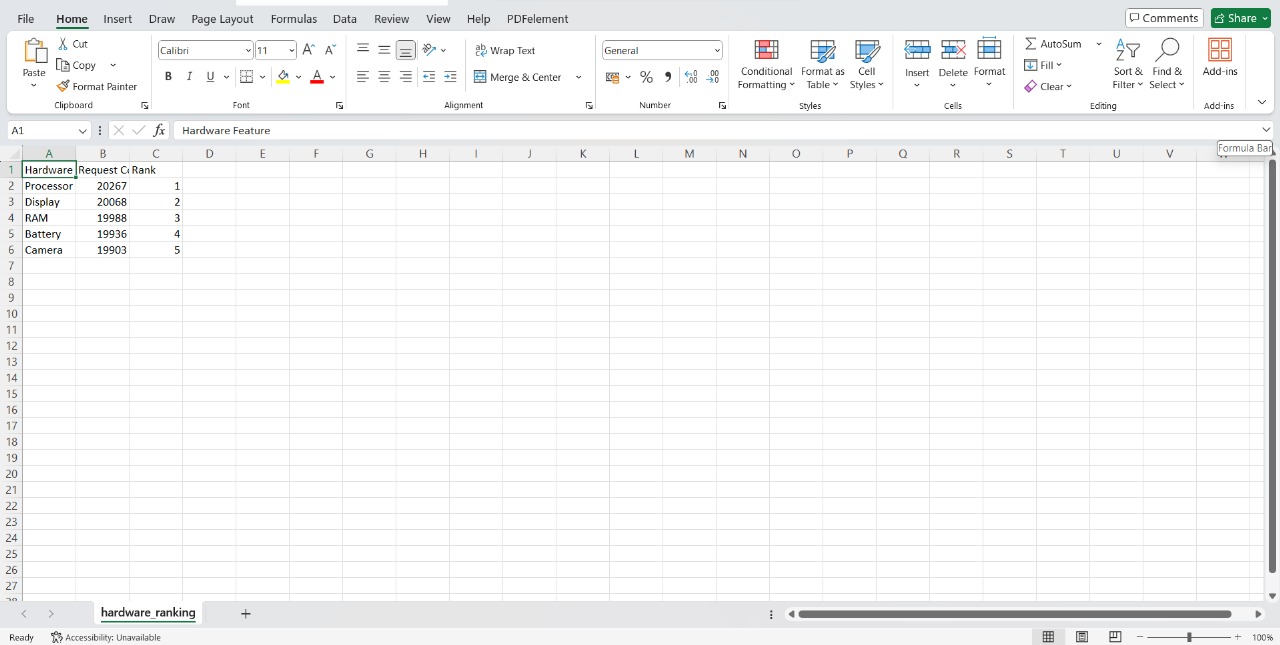 File Home Insert Draw Page Layout Formulas Data Review View Help PDFelement Comments Share
Cut
Copy
Format Painter
Paste
Clipboard
Calibri 11 A A
B I U A
Font
ab Wrap Text
Merge & Center
Alignment
General
% 9 .00 .00
Number
Conditional Formatting
Format as Table
Cell Styles
Styles
Insert Delete Format
Cells
AutoSum
Fill
Clear
Sort & Filter
Find & Select
Editing
Add-ins
Add-ins
A1 fx Hardware Feature
Formula Bar
A B C D E F G H I J K L M N O P Q R S T U V
1 Hardware Request Co Rank
2 Processor 20267 1
3 Display 20068 2
4 RAM 19988 3
5 Battery 19936 4
6 Camera 19903 5
7
8
9
10
11
12
13
14
15
16
17
18
19
20
21
22
23
24
25
26
27
hardware_ranking +
Ready Accessibility: Unavailable 100%